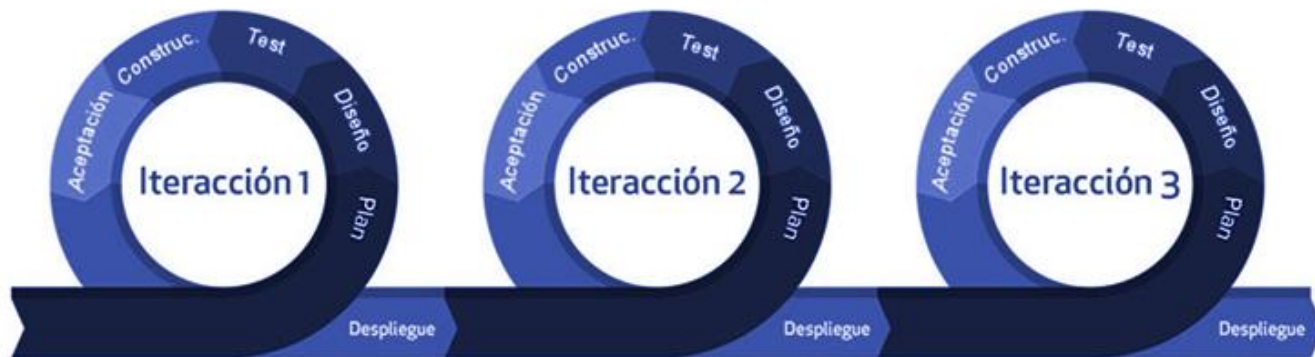 Aceptación
Construc.
Test
Diseño
Plan
Iteracción 1
Despliegue
Aceptación
Construc.
Test
Diseño
Plan
Iteracción 2
Despliegue
Aceptación
Construc.
Test
Diseño
Plan
Iteracción 3
Despliegue